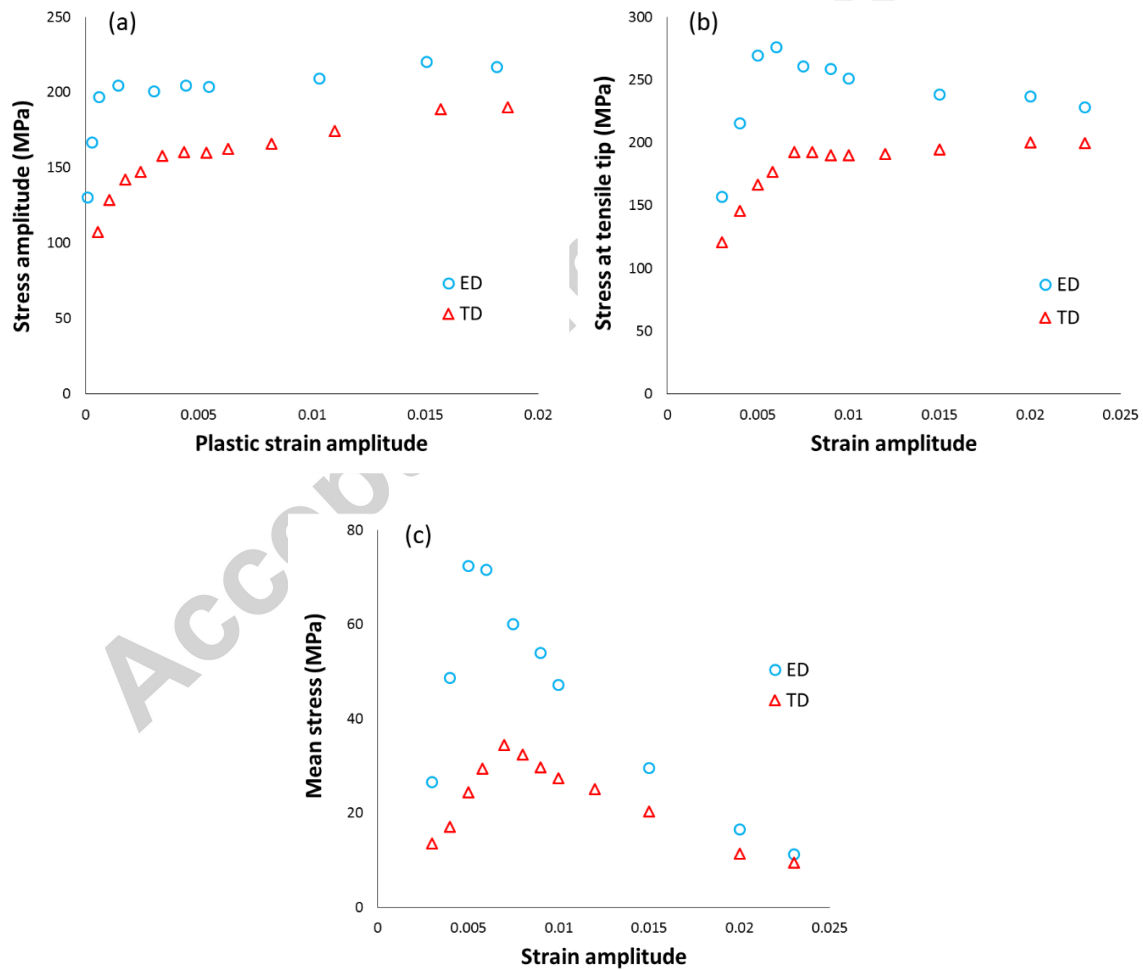 (a)
250
200
150
100
50
0
0 0.005 0.01 0.015 0.02
Stress amplitude (MPa)
Plastic strain amplitude
ED
TD
(b)
300
250
200
150
100
50
0
0 0.005 0.01 0.015 0.02 0.025
Stress at tensile tip (MPa)
Strain amplitude
ED
TD
(c)
80
60
40
20
0
0 0.005 0.01 0.015 0.02 0.025
Mean stress (MPa)
Strain amplitude
ED
TD